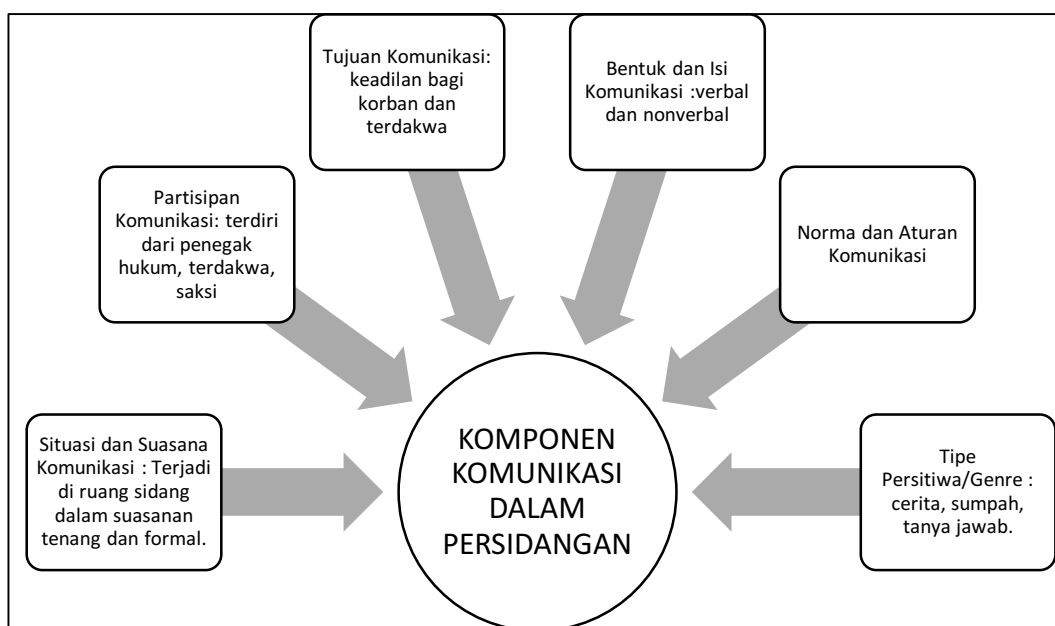 Situasi dan Suasana
Komunikasi : Terjadi
di ruang sidang
dalam suasanan
tenang dan formal.
Partisipan
Komunikasi: terdiri
dari penegak
hukum, terdakwa,
saksi
Tujuan Komunikasi:
keadilan bagi
korban dan
terdakwa
Bentuk dan Isi
Komunikasi :verbal
dan nonverbal
Norma dan Aturan
Komunikasi
Tipe
Persitiwa/Genre :
cerita, sumpah,
tanya jawab.
KOMPONEN
KOMUNIKASI
DALAM
PERSIDANGAN